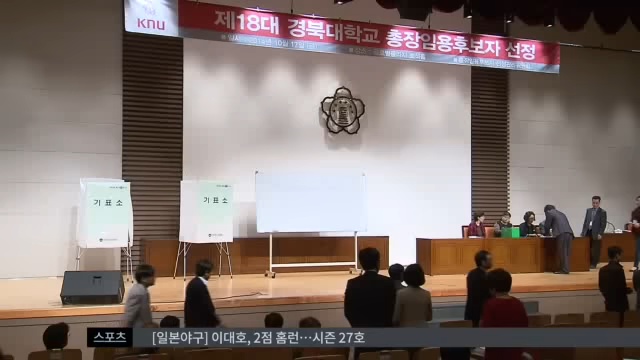 KNU
제18대 경북대학교 총장임용후보자 선정
기표소
기표소
스포츠
[일본야구] 이대호, 2점 홈런…시즌 27호